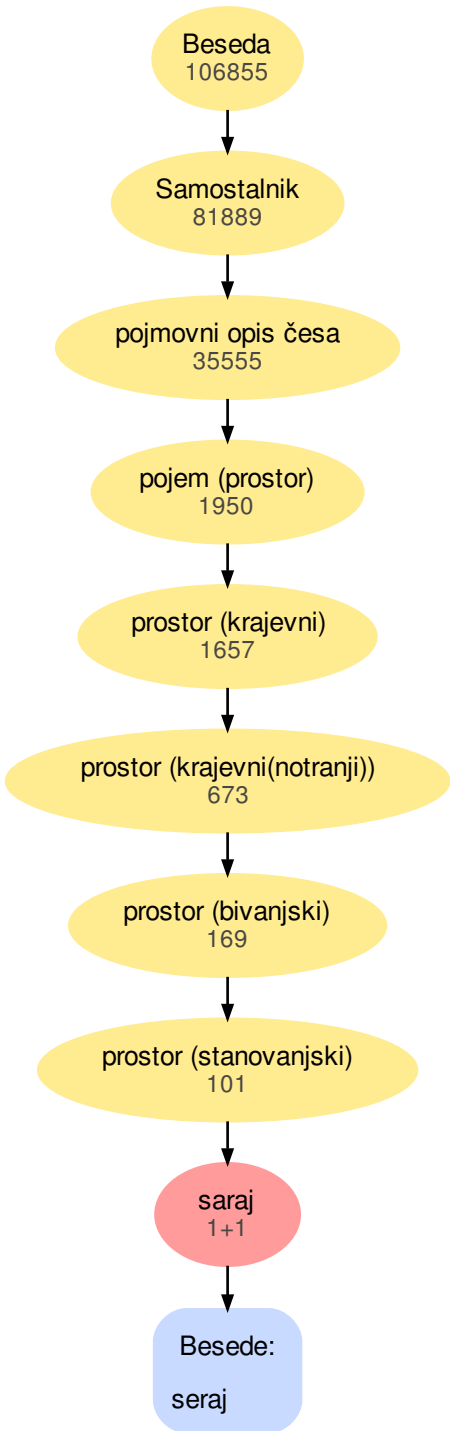 Beseda
106855
Samostalnik
81889
pojmovni opis česa
35555
pojem (prostor)
1950
prostor (krajevni)
1657
prostor (krajevni(notranji))
673
prostor (bivanjski)
169
prostor (stanovanjski)
101
saraj
1+1
Besede:
seraj